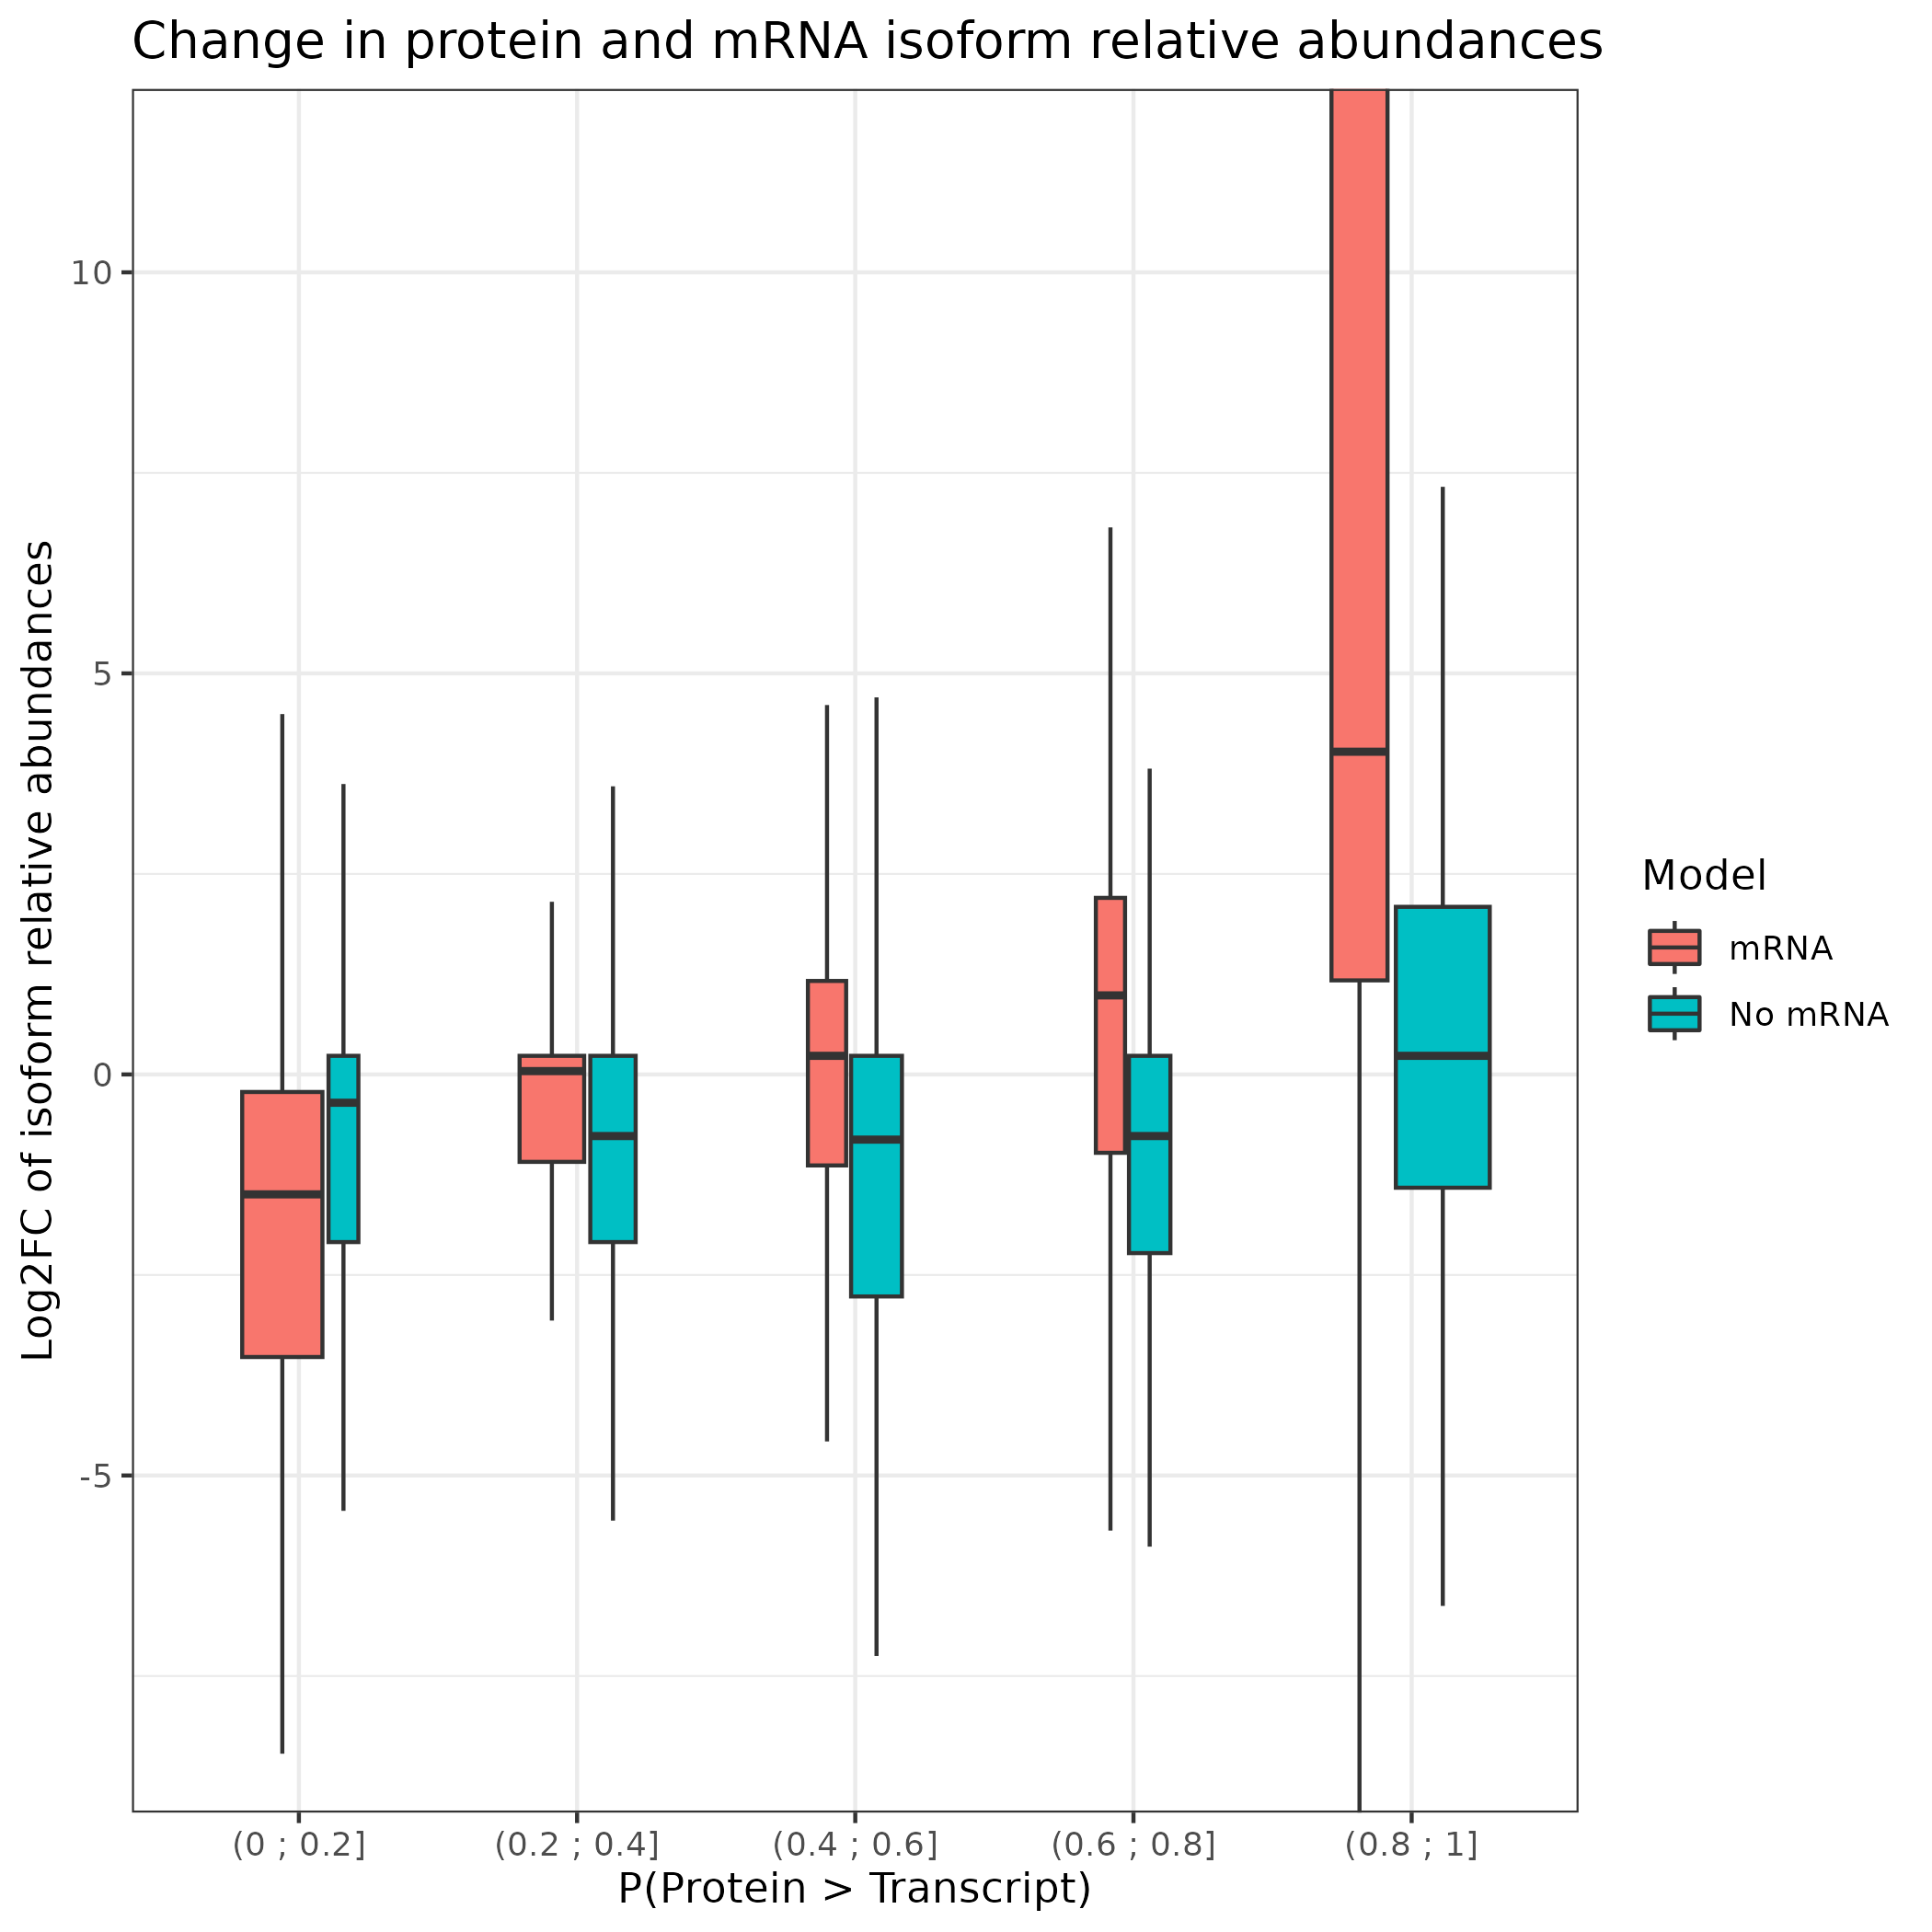 Change in protein and mRNA isoform relative abundances
Log2FC of isoform relative abundances
10
5
0
-5
(0 ; 0.2]
(0.2 ; 0.4]
(0.4 ; 0.6]
(0.6 ; 0.8]
(0.8 ; 1]
P(Protein > Transcript)
Model
mRNA
No mRNA